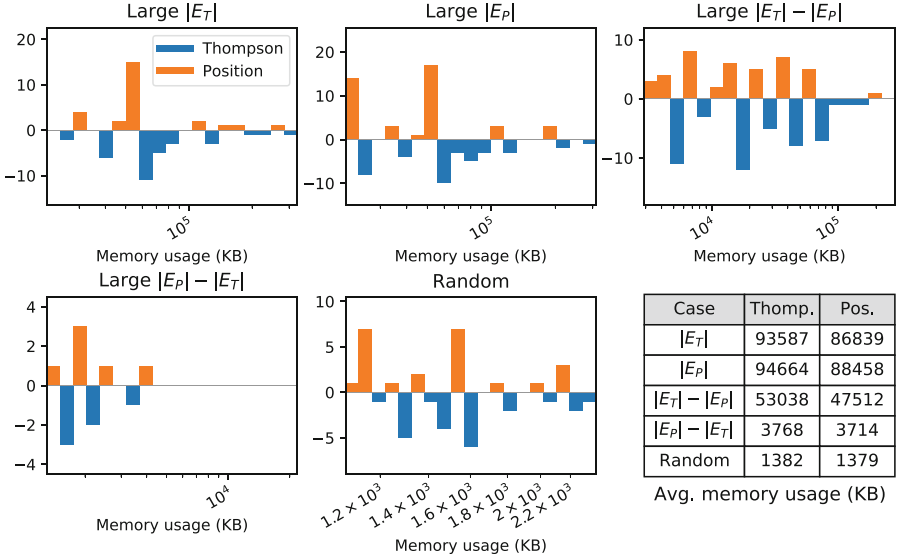 Large |E_T|
20
10
0
−10
10^5
Memory usage (KB)
Thompson
Position
Large |E_P|
20
10
0
−10
10^5
Memory usage (KB)
Large |E_T| − |E_P|
10
0
−10
10^4
10^5
Memory usage (KB)
Large |E_P| − |E_T|
4
2
0
−2
−4
10^4
Memory usage (KB)
Random
10
5
0
−5
1.2 × 10^3
1.4 × 10^3
1.6 × 10^3
1.8 × 10^3
2 × 10^3
2.2 × 10^3
Memory usage (KB)
Case Thomp. Pos.
|E_T| 93587 86839
|E_P| 94664 88458
|E_T| − |E_P| 53038 47512
|E_P| − |E_T| 3768 3714
Random 1382 1379
Avg. memory usage (KB)